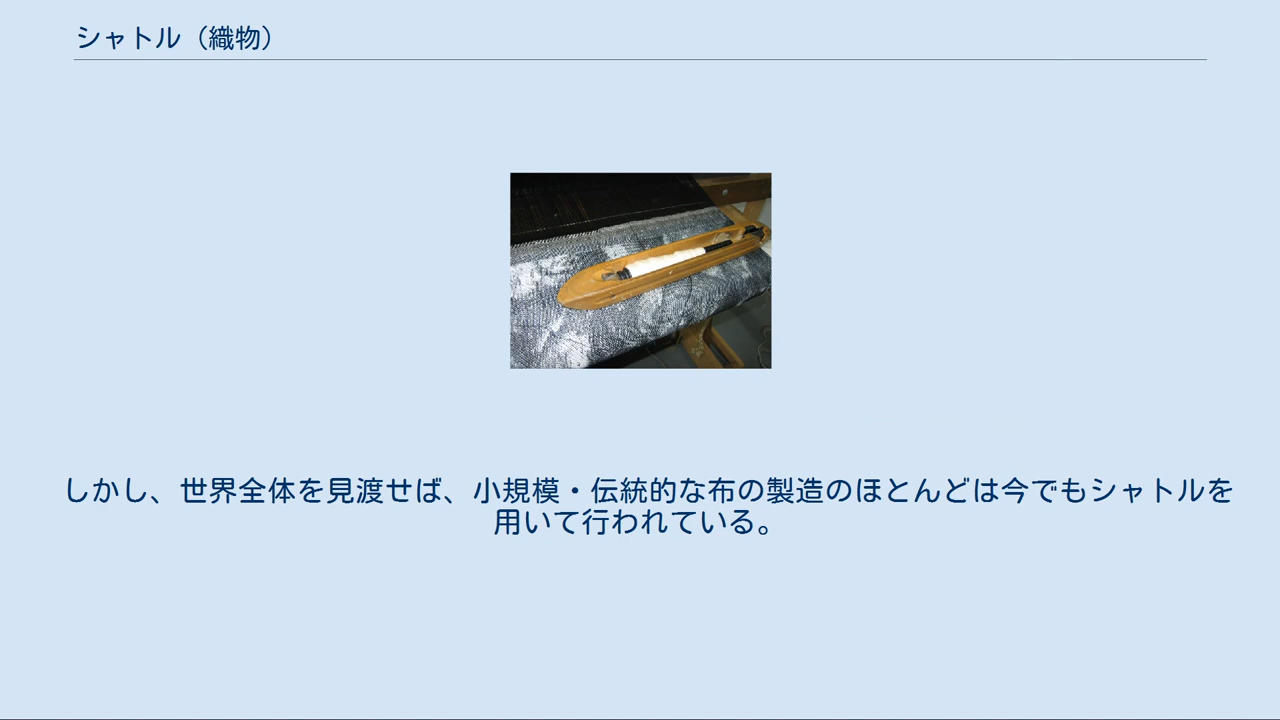 シャトル（織物）
しかし、世界全体を見渡せば、小規模・伝統的な布の製造のほとんどは今でもシャトルを
用いて行われている。